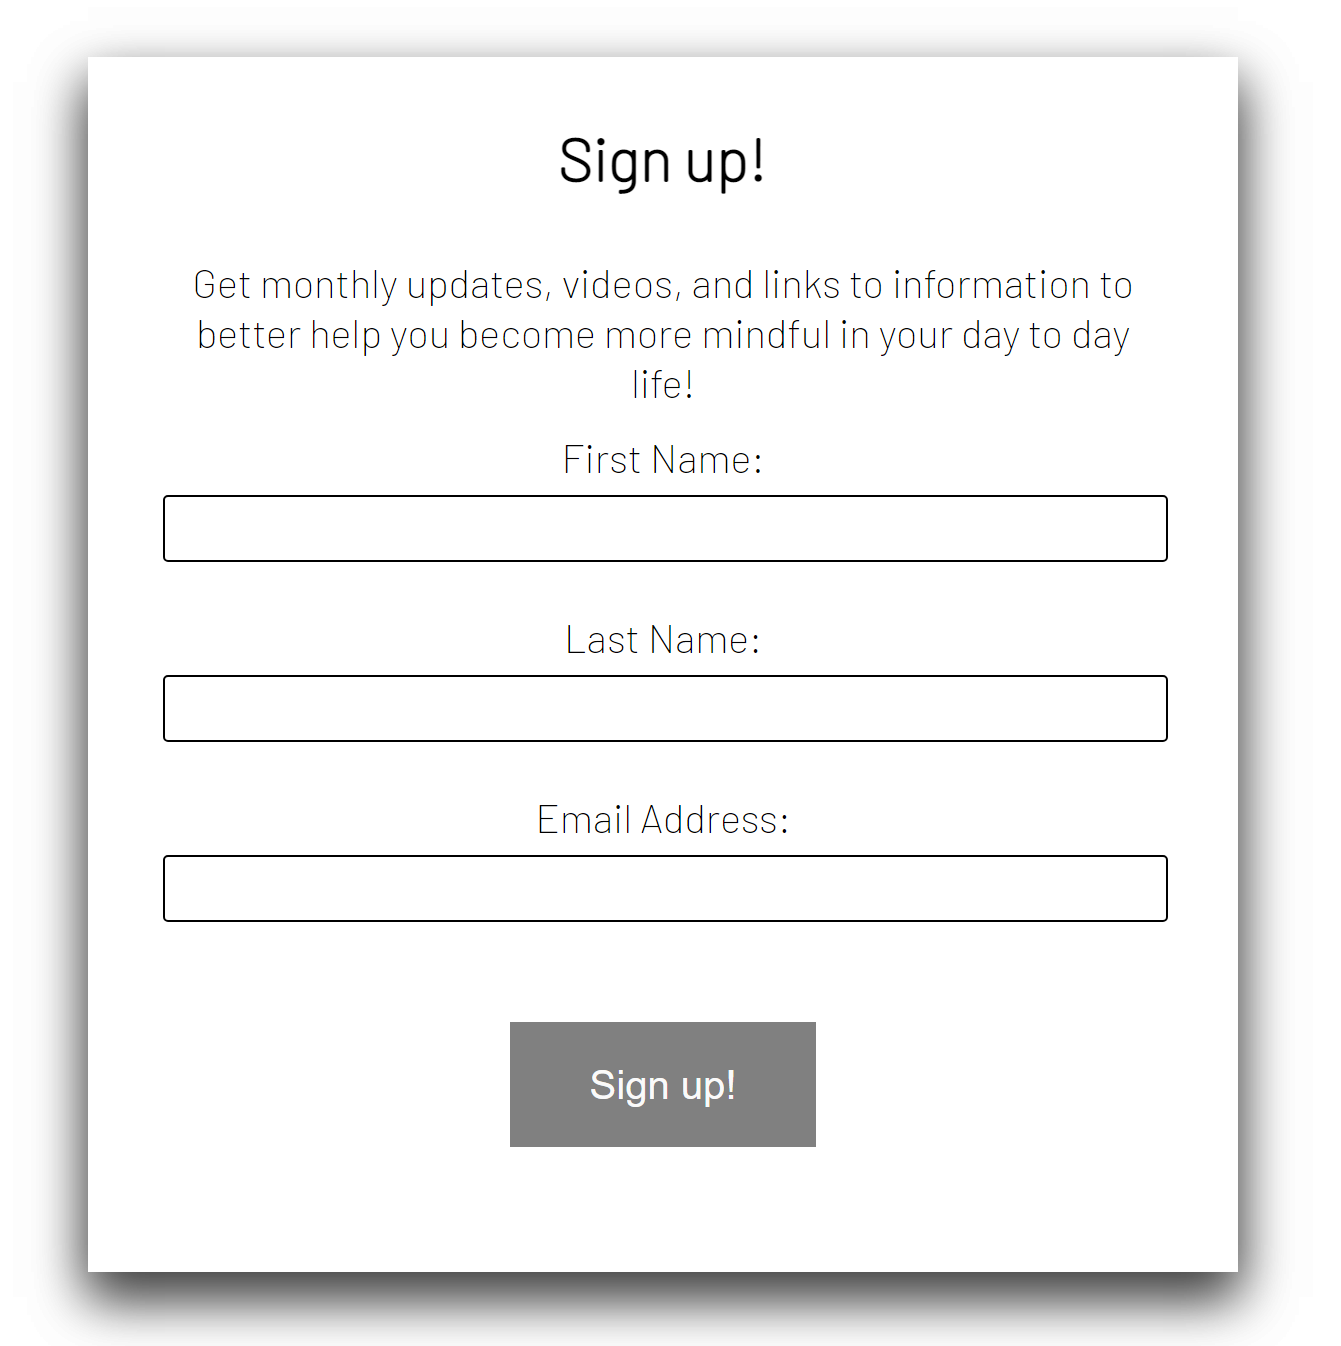 Sign up!
Get monthly updates, videos, and links to information to
better help you become more mindful in your day to day
life!
First Name:
Last Name:
Email Address:
Sign up!